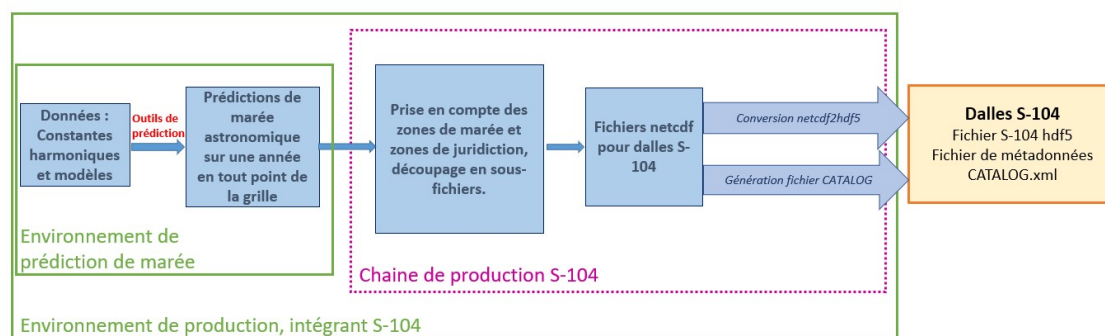 Données :
Constantes
harmoniques
et modèles
Outils de
prédiction
Prédictions de
marée
astronomique
sur une année
en tout point de
la grille
Environnement de
prédiction de marée
Prise en compte des
zones de marée et
zones de juridiction,
découpage en sous-
fichiers.
Fichiers netcdf
pour dalles S-
104
Conversion netcdf2hdf5
Génération fichier CATALOG
Chaine de production S-104
Dalles S-104
Fichier S-104 hdf5
Fichier de métadonnées
CATALOG.xml
Environnement de production, intégrant S-104